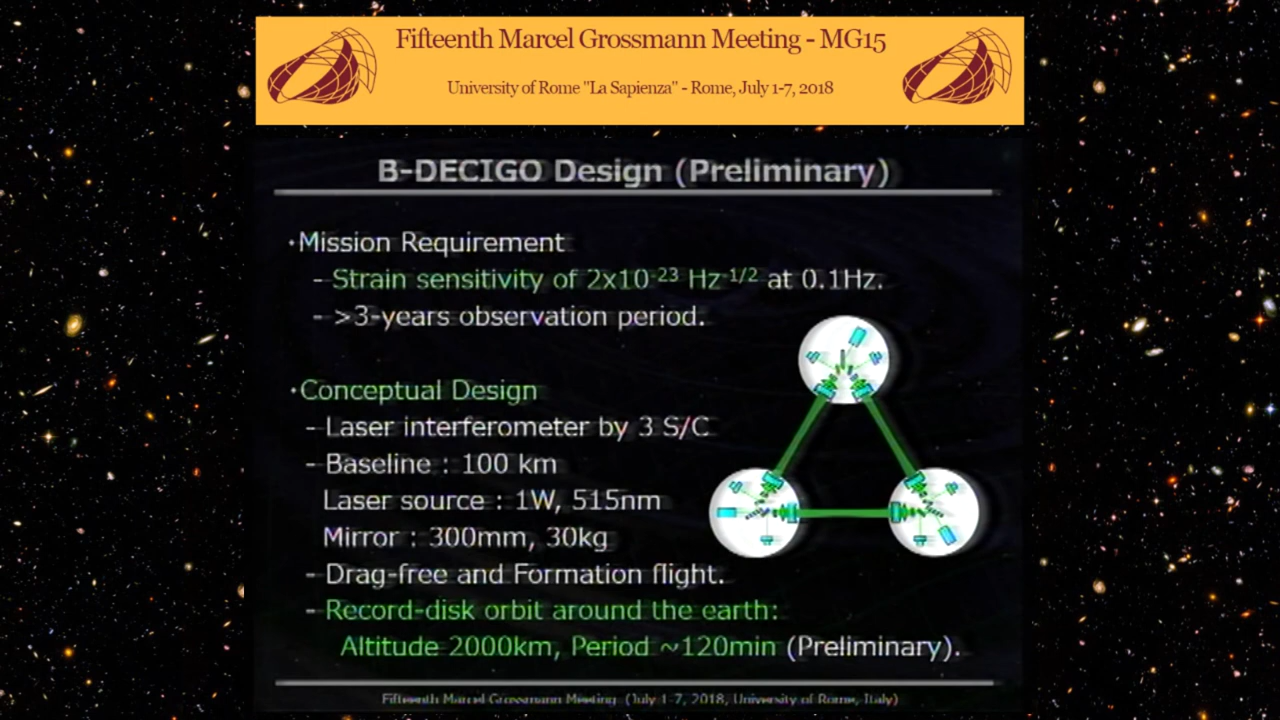 Fifteenth Marcel Grossmann Meeting - MG15
University of Rome "La Sapienza" - Rome, July 1-7, 2018
B-DECIGO Design (Preliminary)
・Mission Requirement
– Strain sensitivity of 2x10⁻²³ Hz⁻¹/² at 0.1Hz.
– >3-years observation period.
・Conceptual Design
– Laser interferometer by 3 S/C
– Baseline : 100 km
Laser source : 1W, 515nm
Mirror : 300mm, 30kg
– Drag-free and Formation flight.
– Record-disk orbit around the earth:
Altitude 2000km, Period ~120min (Preliminary).
Fifteenth Marcel Grossmann Meeting (July 1-7, 2018, University of Rome, Italy)